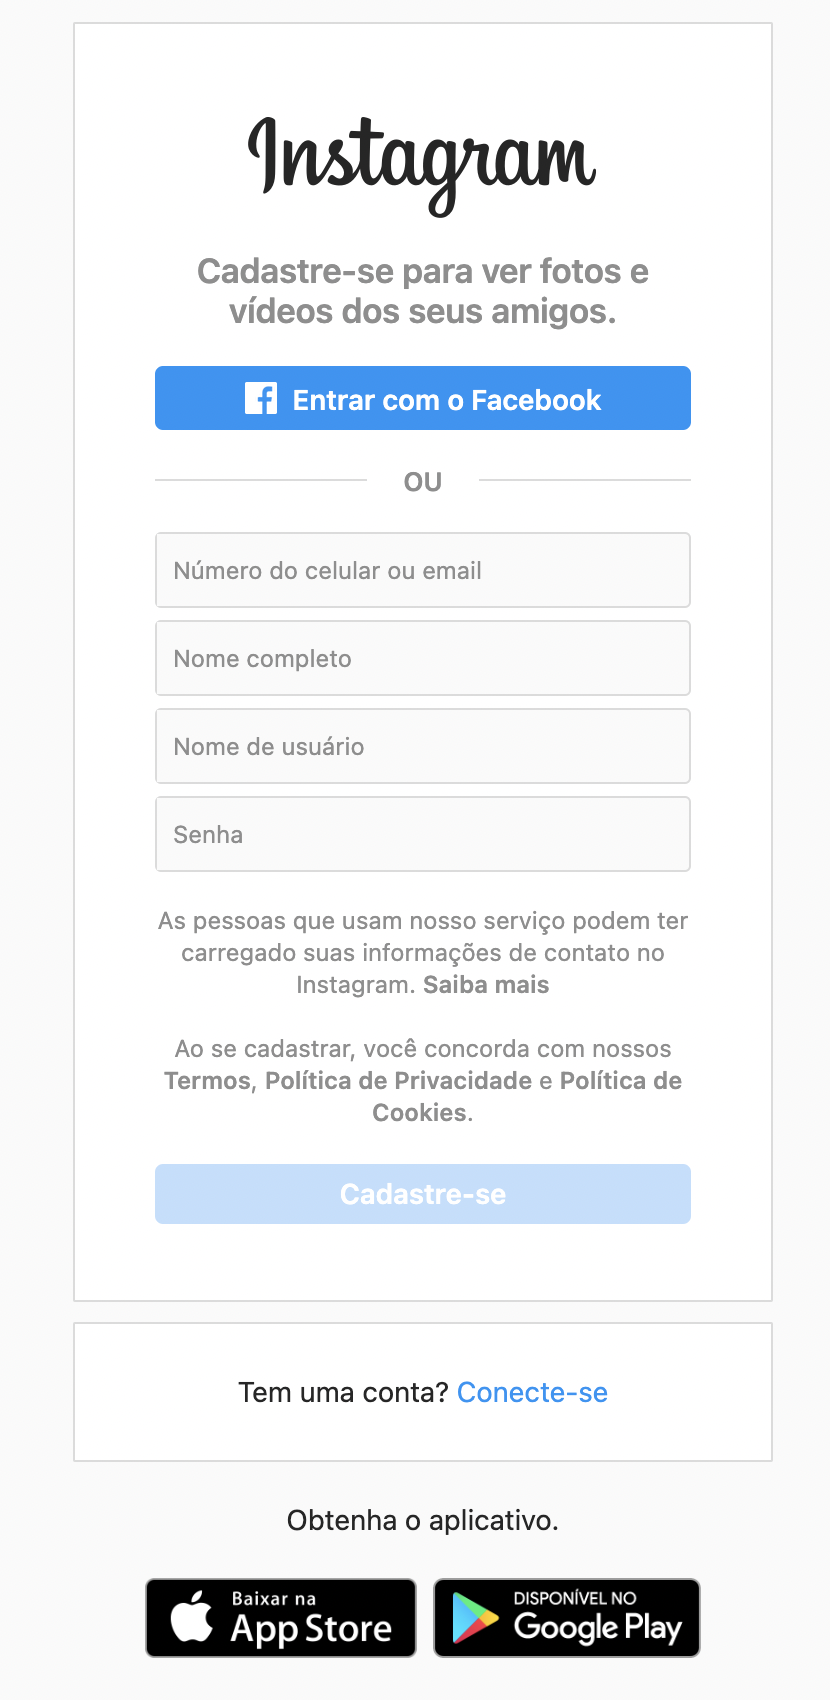 Instagram
Cadastre-se para ver fotos e
vídeos dos seus amigos.
Entrar com o Facebook
OU
Número do celular ou email
Nome completo
Nome de usuário
Senha
As pessoas que usam nosso serviço podem ter
carregado suas informações de contato no
Instagram. Saiba mais
Ao se cadastrar, você concorda com nossos
Termos, Política de Privacidade e Política de
Cookies.
Cadastre-se
Tem uma conta? Conecte-se
Obtenha o aplicativo.
Baixar na
App Store
DISPONÍVEL NO
Google Play